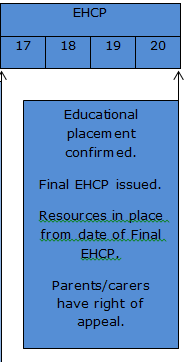 EHCP
17 18 19 20
Educational
placement
confirmed.
Final EHCP issued.
Resources in place
from date of Final
EHCP.
Parents/carers
have right of
appeal.